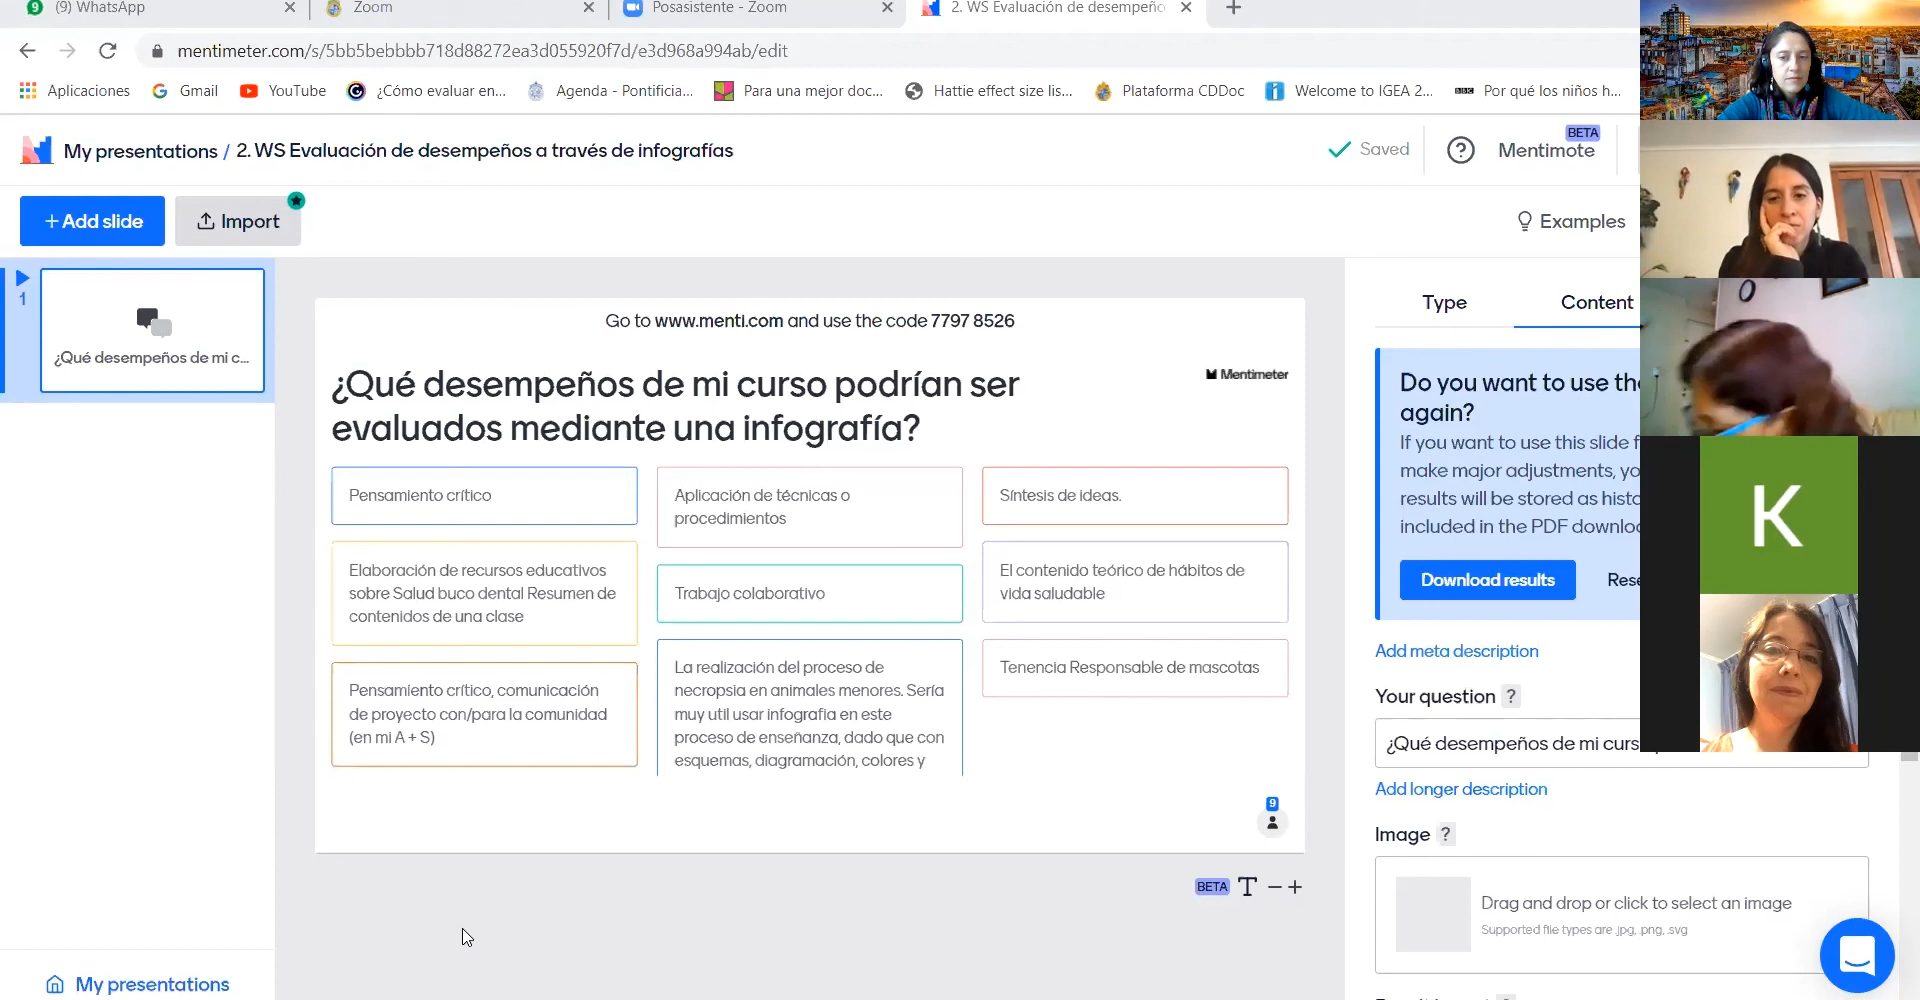 9 (9) WhatsApp
Zoom
Posasistente - Zoom
2. WS Evaluación de desempeño
mentimeter.com/s/5bb5bebbbb718d88272ea3d055920f7d/e3d968a994ab/edit
Aplicaciones
Gmail
YouTube
¿Cómo evaluar en...
Agenda - Pontificia...
Para una mejor doc...
Hattie effect size lis...
Plataforma CDDoc
Welcome to IGEA 2...
BBC Por qué los niños h...
My presentations / 2. WS Evaluación de desempeños a través de infografías
Saved
?
BETA
Mentimote
+ Add slide
Import
Examples
1
¿Qué desempeños de mi c...
Go to www.menti.com and use the code 7797 8526
Mentimeter
¿Qué desempeños de mi curso podrían ser
evaluados mediante una infografía?
Pensamiento crítico
Elaboración de recursos educativos
sobre Salud buco dental Resumen de
contenidos de una clase
Pensamiento crítico, comunicación
de proyecto con/para la comunidad
(en mi A + S)
Aplicación de técnicas o
procedimientos
Trabajo colaborativo
La realización del proceso de
necropsia en animales menores. Sería
muy util usar infografia en este
proceso de enseñanza, dado que con
esquemas, diagramación, colores y
Síntesis de ideas.
El contenido teórico de hábitos de
vida saludable
Tenencia Responsable de mascotas
9
BETA T − +
My presentations
Type
Content
Do you want to use the
again?
If you want to use this slide f
make major adjustments, yo
results will be stored as histo
included in the PDF downloa
Download results
Rese
Add meta description
Your question ?
¿Qué desempeños de mi curs
Add longer description
Image ?
Drag and drop or click to select an image
Supported file types are .jpg, .png, .svg
K